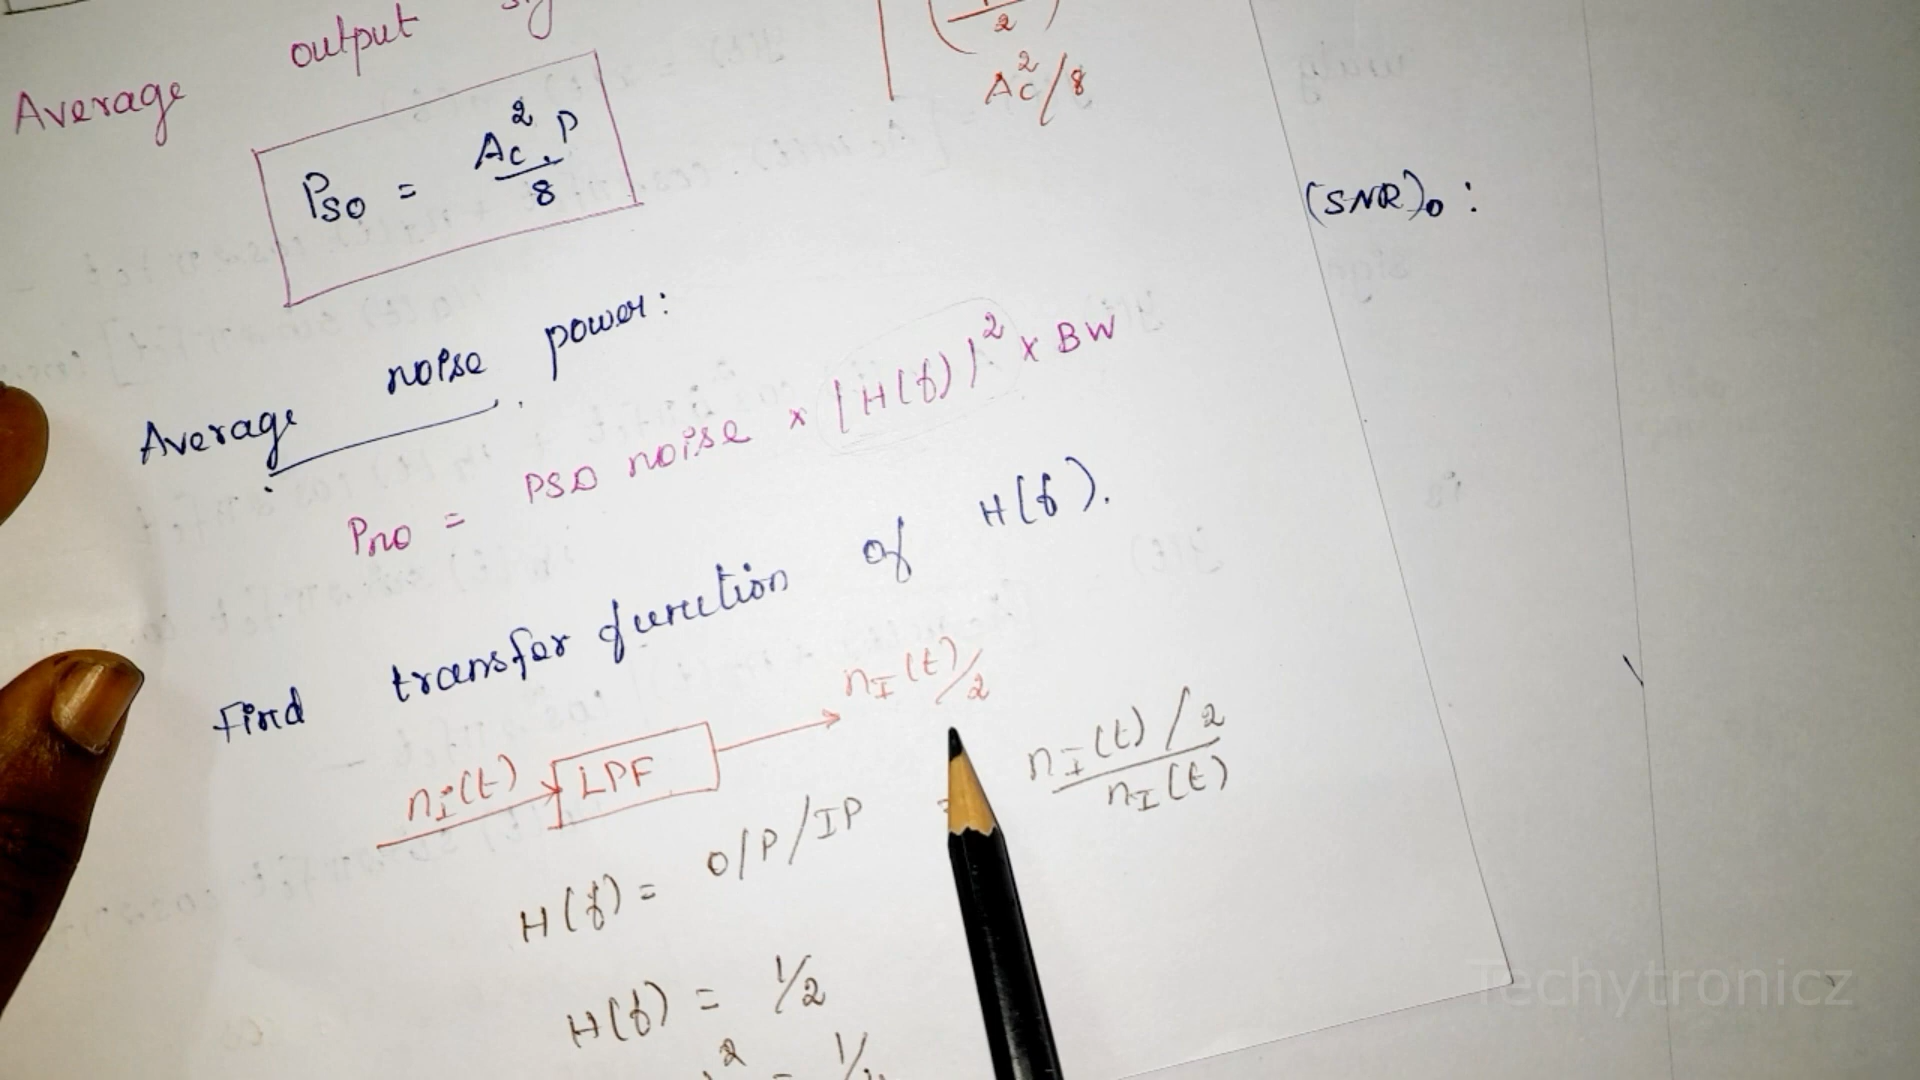 Average output
2
Ac²/8
Pso = Ac².P / 8
(SNR)o :
Average noise power:
Pno = PSD noise x |H(f)|² x BW
Find transfer function of H(f).
nI(t)/2
ni(t) LPF
H(f) = O/P/IP = nI(t)/2 / nI(t)
H(f) = 1/2
Techytronicz